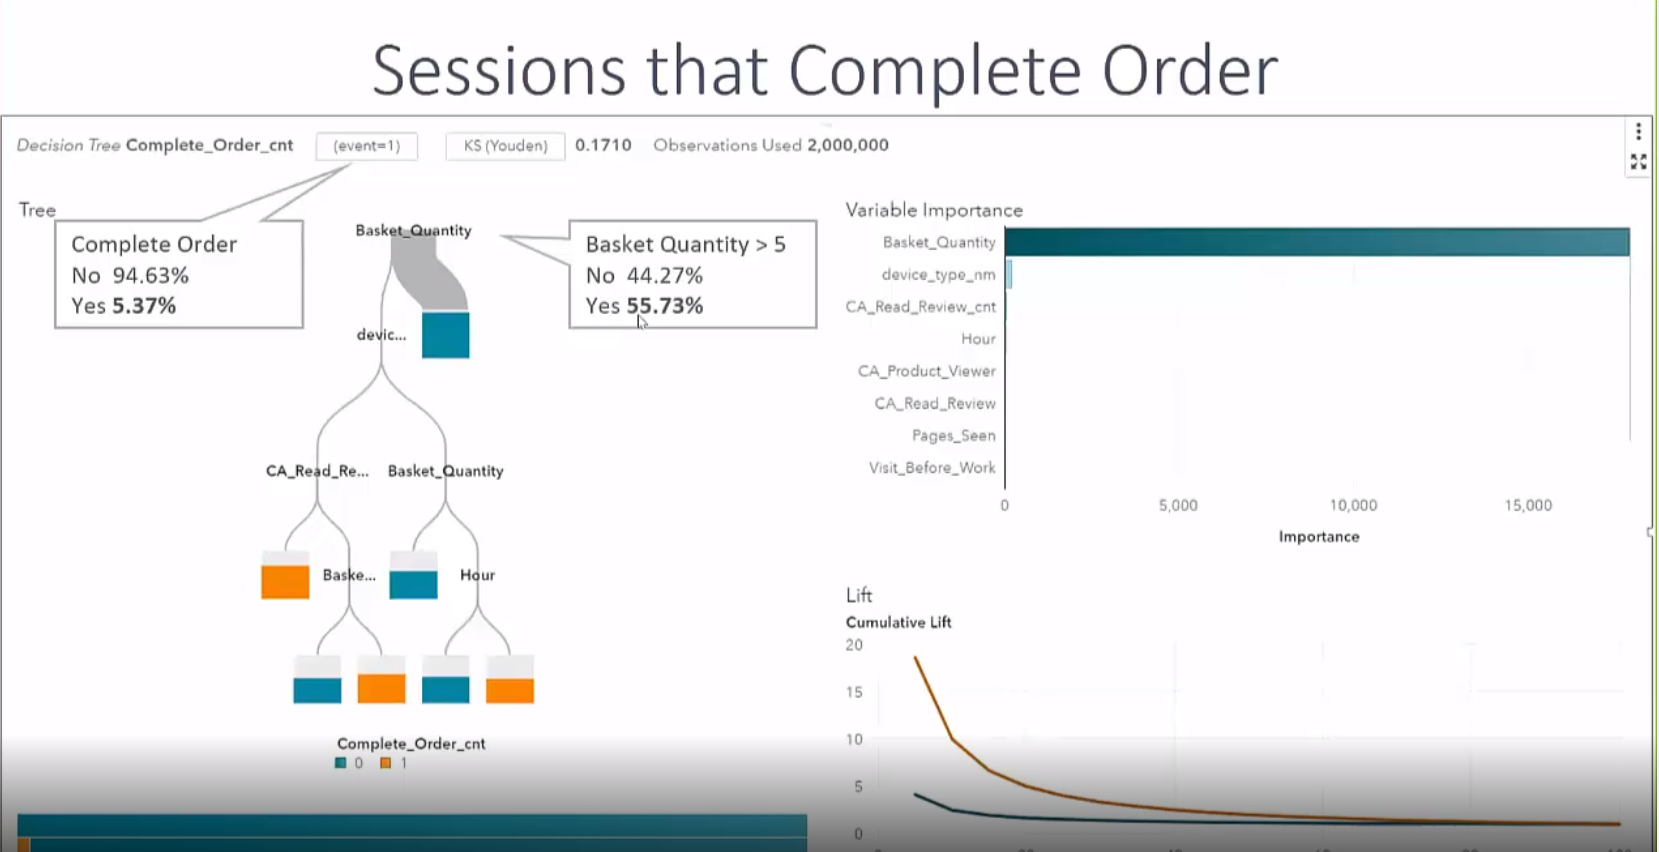 Sessions that Complete Order
Decision Tree Complete_Order_cnt (event=1) KS (Youden) 0.1710 Observations Used 2,000,000
Tree
Complete Order
No 94.63%
Yes 5.37%
Basket_Quantity
Basket Quantity > 5
No 44.27%
Yes 55.73%
devic...
CA_Read_Re... Basket_Quantity
Baske... Hour
Complete_Order_cnt
0 1
Variable Importance
Basket_Quantity
device_type_nm
CA_Read_Review_cnt
Hour
CA_Product_Viewer
CA_Read_Review
Pages_Seen
Visit_Before_Work
0 5,000 10,000 15,000
Importance
Lift
Cumulative Lift
20
15
10
5
0